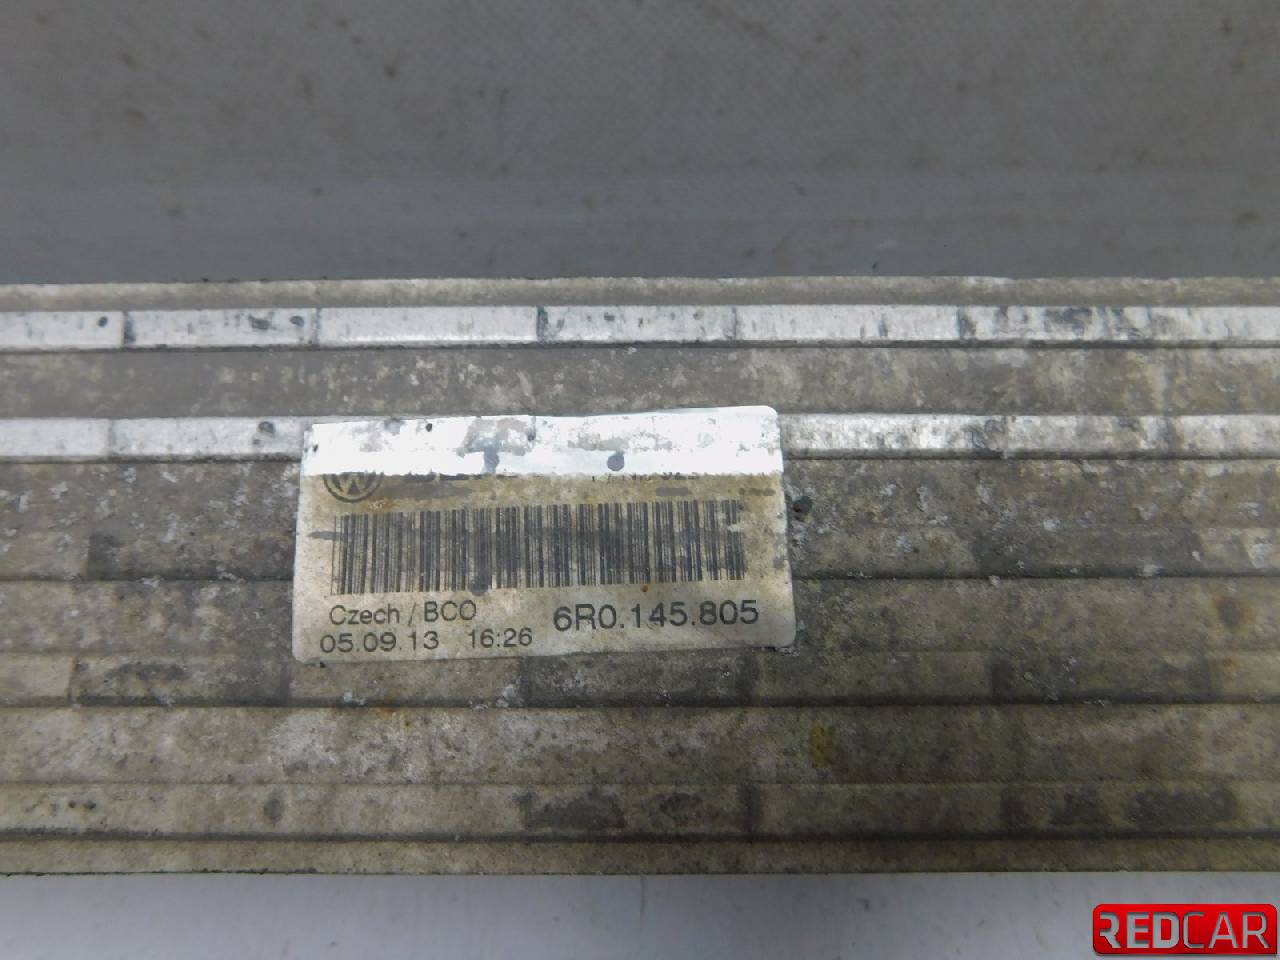 Czech / BCO
6R0.145.805
05.09.13 16:26
REDCAR